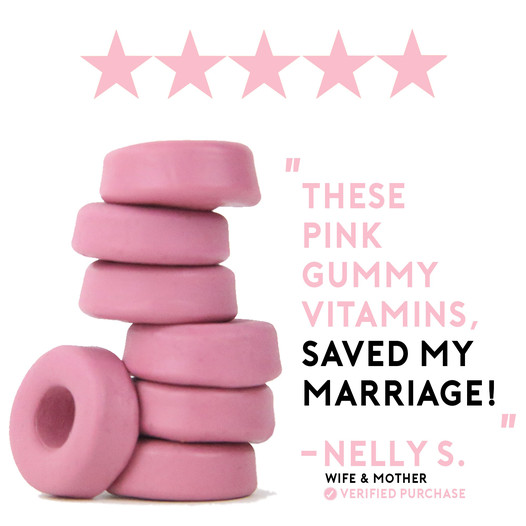 "THESE
PINK
GUMMY
VITAMINS,
SAVED MY
MARRIAGE!"
-NELLY S.
WIFE & MOTHER
VERIFIED PURCHASE